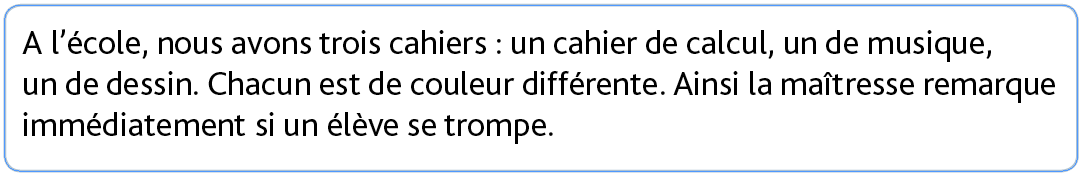 A l’école, nous avons trois cahiers : un cahier de calcul, un de musique,
un de dessin. Chacun est de couleur différente. Ainsi la maîtresse remarque
immédiatement si un élève se trompe.